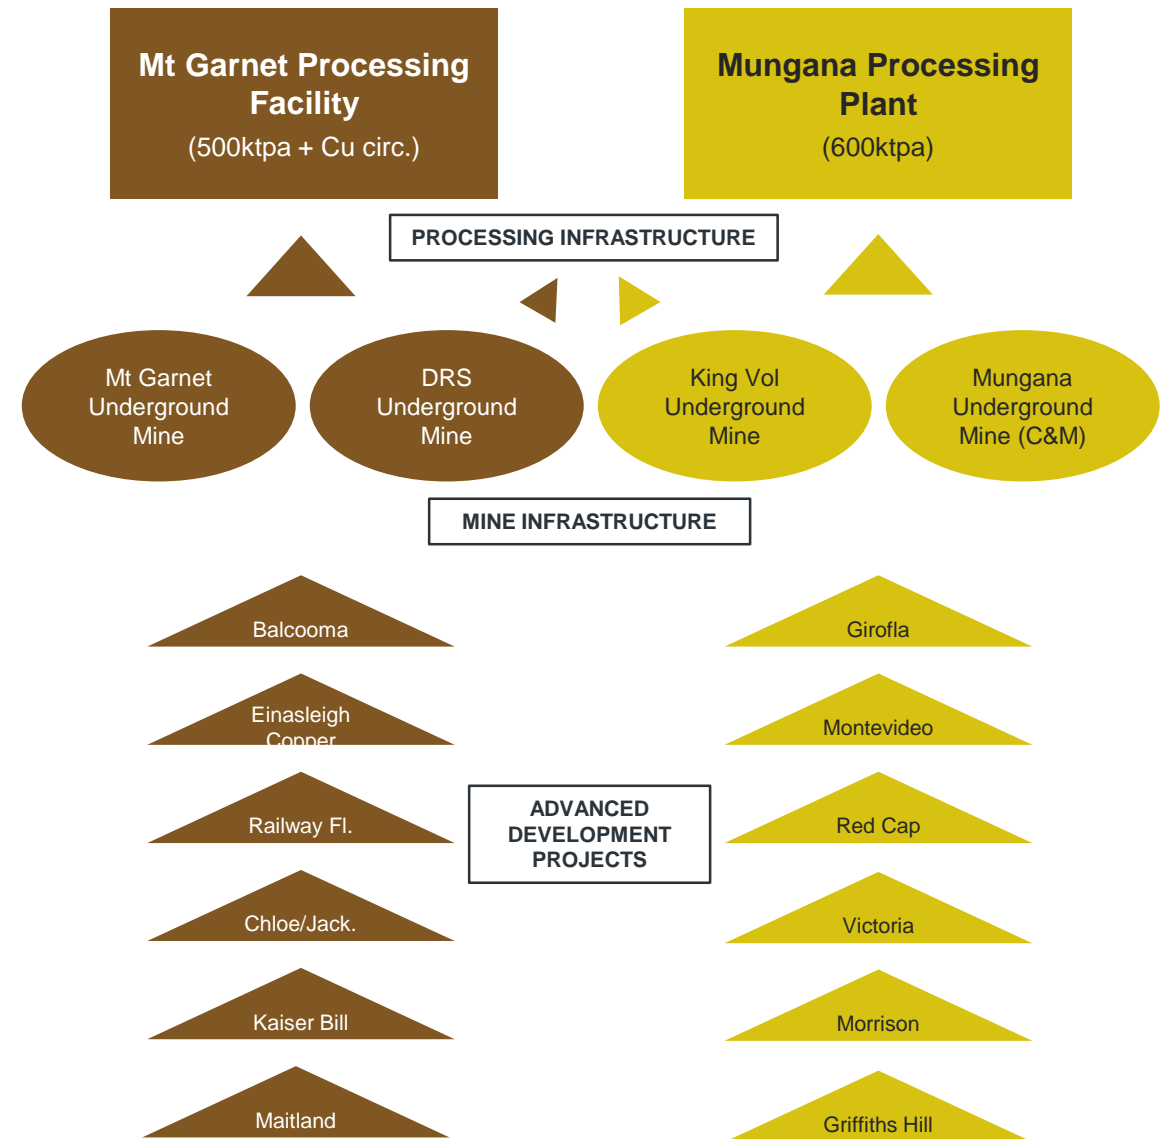 Mt Garnet Processing
Facility
(500ktpa + Cu circ.)
Mungana Processing
Plant
(600ktpa)
PROCESSING INFRASTRUCTURE
Mt Garnet
Underground
Mine
DRS
Underground
Mine
King Vol
Underground
Mine
Mungana
Underground
Mine (C&M)
MINE INFRASTRUCTURE
Balcooma
Girofla
Einasleigh
Copper
Montevideo
ADVANCED
DEVELOPMENT
PROJECTS
Railway Fl.
Red Cap
Chloe/Jack.
Victoria
Kaiser Bill
Morrison
Maitland
Griffiths Hill